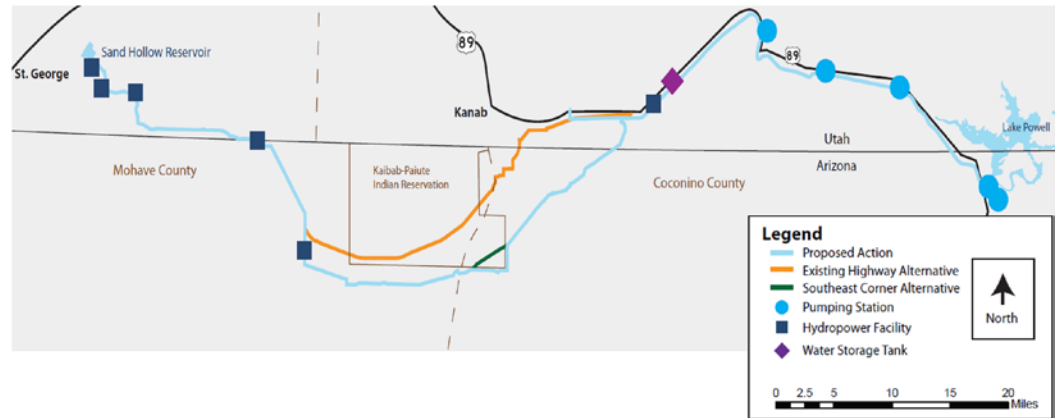 89
Sand Hollow Reservoir
St. George
89
Kanab
Lake Powell
Utah
Arizona
Mohave County
Kaibab-Paiute
Indian Reservation
Coconino County
Legend
Proposed Action
Existing Highway Alternative
Southeast Corner Alternative
Pumping Station
Hydropower Facility
Water Storage Tank
North
0 2.5 5 10 15 20
Miles